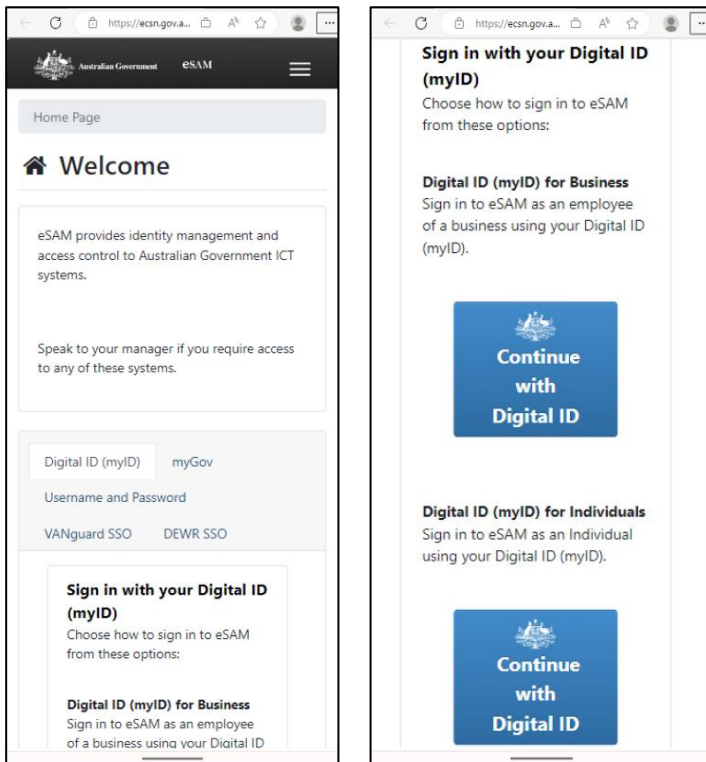 https://ecsn.gov.a...
Australian Government eSAM
Home Page
Welcome
eSAM provides identity management and
access control to Australian Government ICT
systems.
Speak to your manager if you require access
to any of these systems.
Digital ID (myID) myGov
Username and Password
VANguard SSO DEWR SSO
Sign in with your Digital ID
(myID)
Choose how to sign in to eSAM
from these options:
Digital ID (myID) for Business
Sign in to eSAM as an employee
of a business using your Digital ID
https://ecsn.gov.a...
Sign in with your Digital ID
(myID)
Choose how to sign in to eSAM
from these options:
Digital ID (myID) for Business
Sign in to eSAM as an employee
of a business using your Digital ID
(myID).
Continue
with
Digital ID
Digital ID (myID) for Individuals
Sign in to eSAM as an Individual
using your Digital ID (myID).
Continue
with
Digital ID